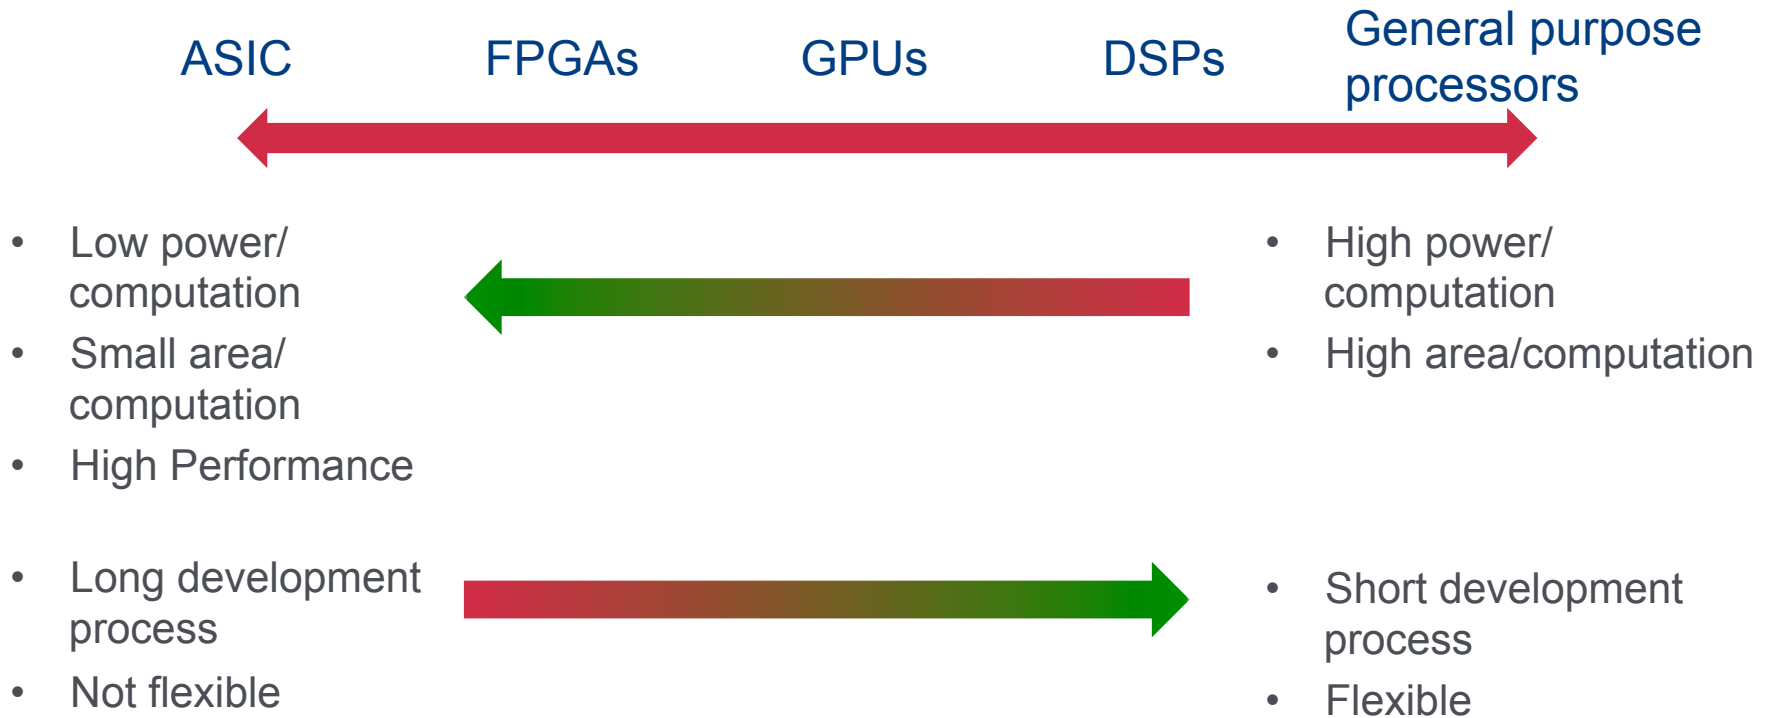 ASIC
FPGAs
GPUs
DSPs
General purpose
processors
• Low power/
computation
• Small area/
computation
• High Performance
• Long development
process
• Not flexible
• High power/
computation
• High area/computation
• Short development
process
• Flexible